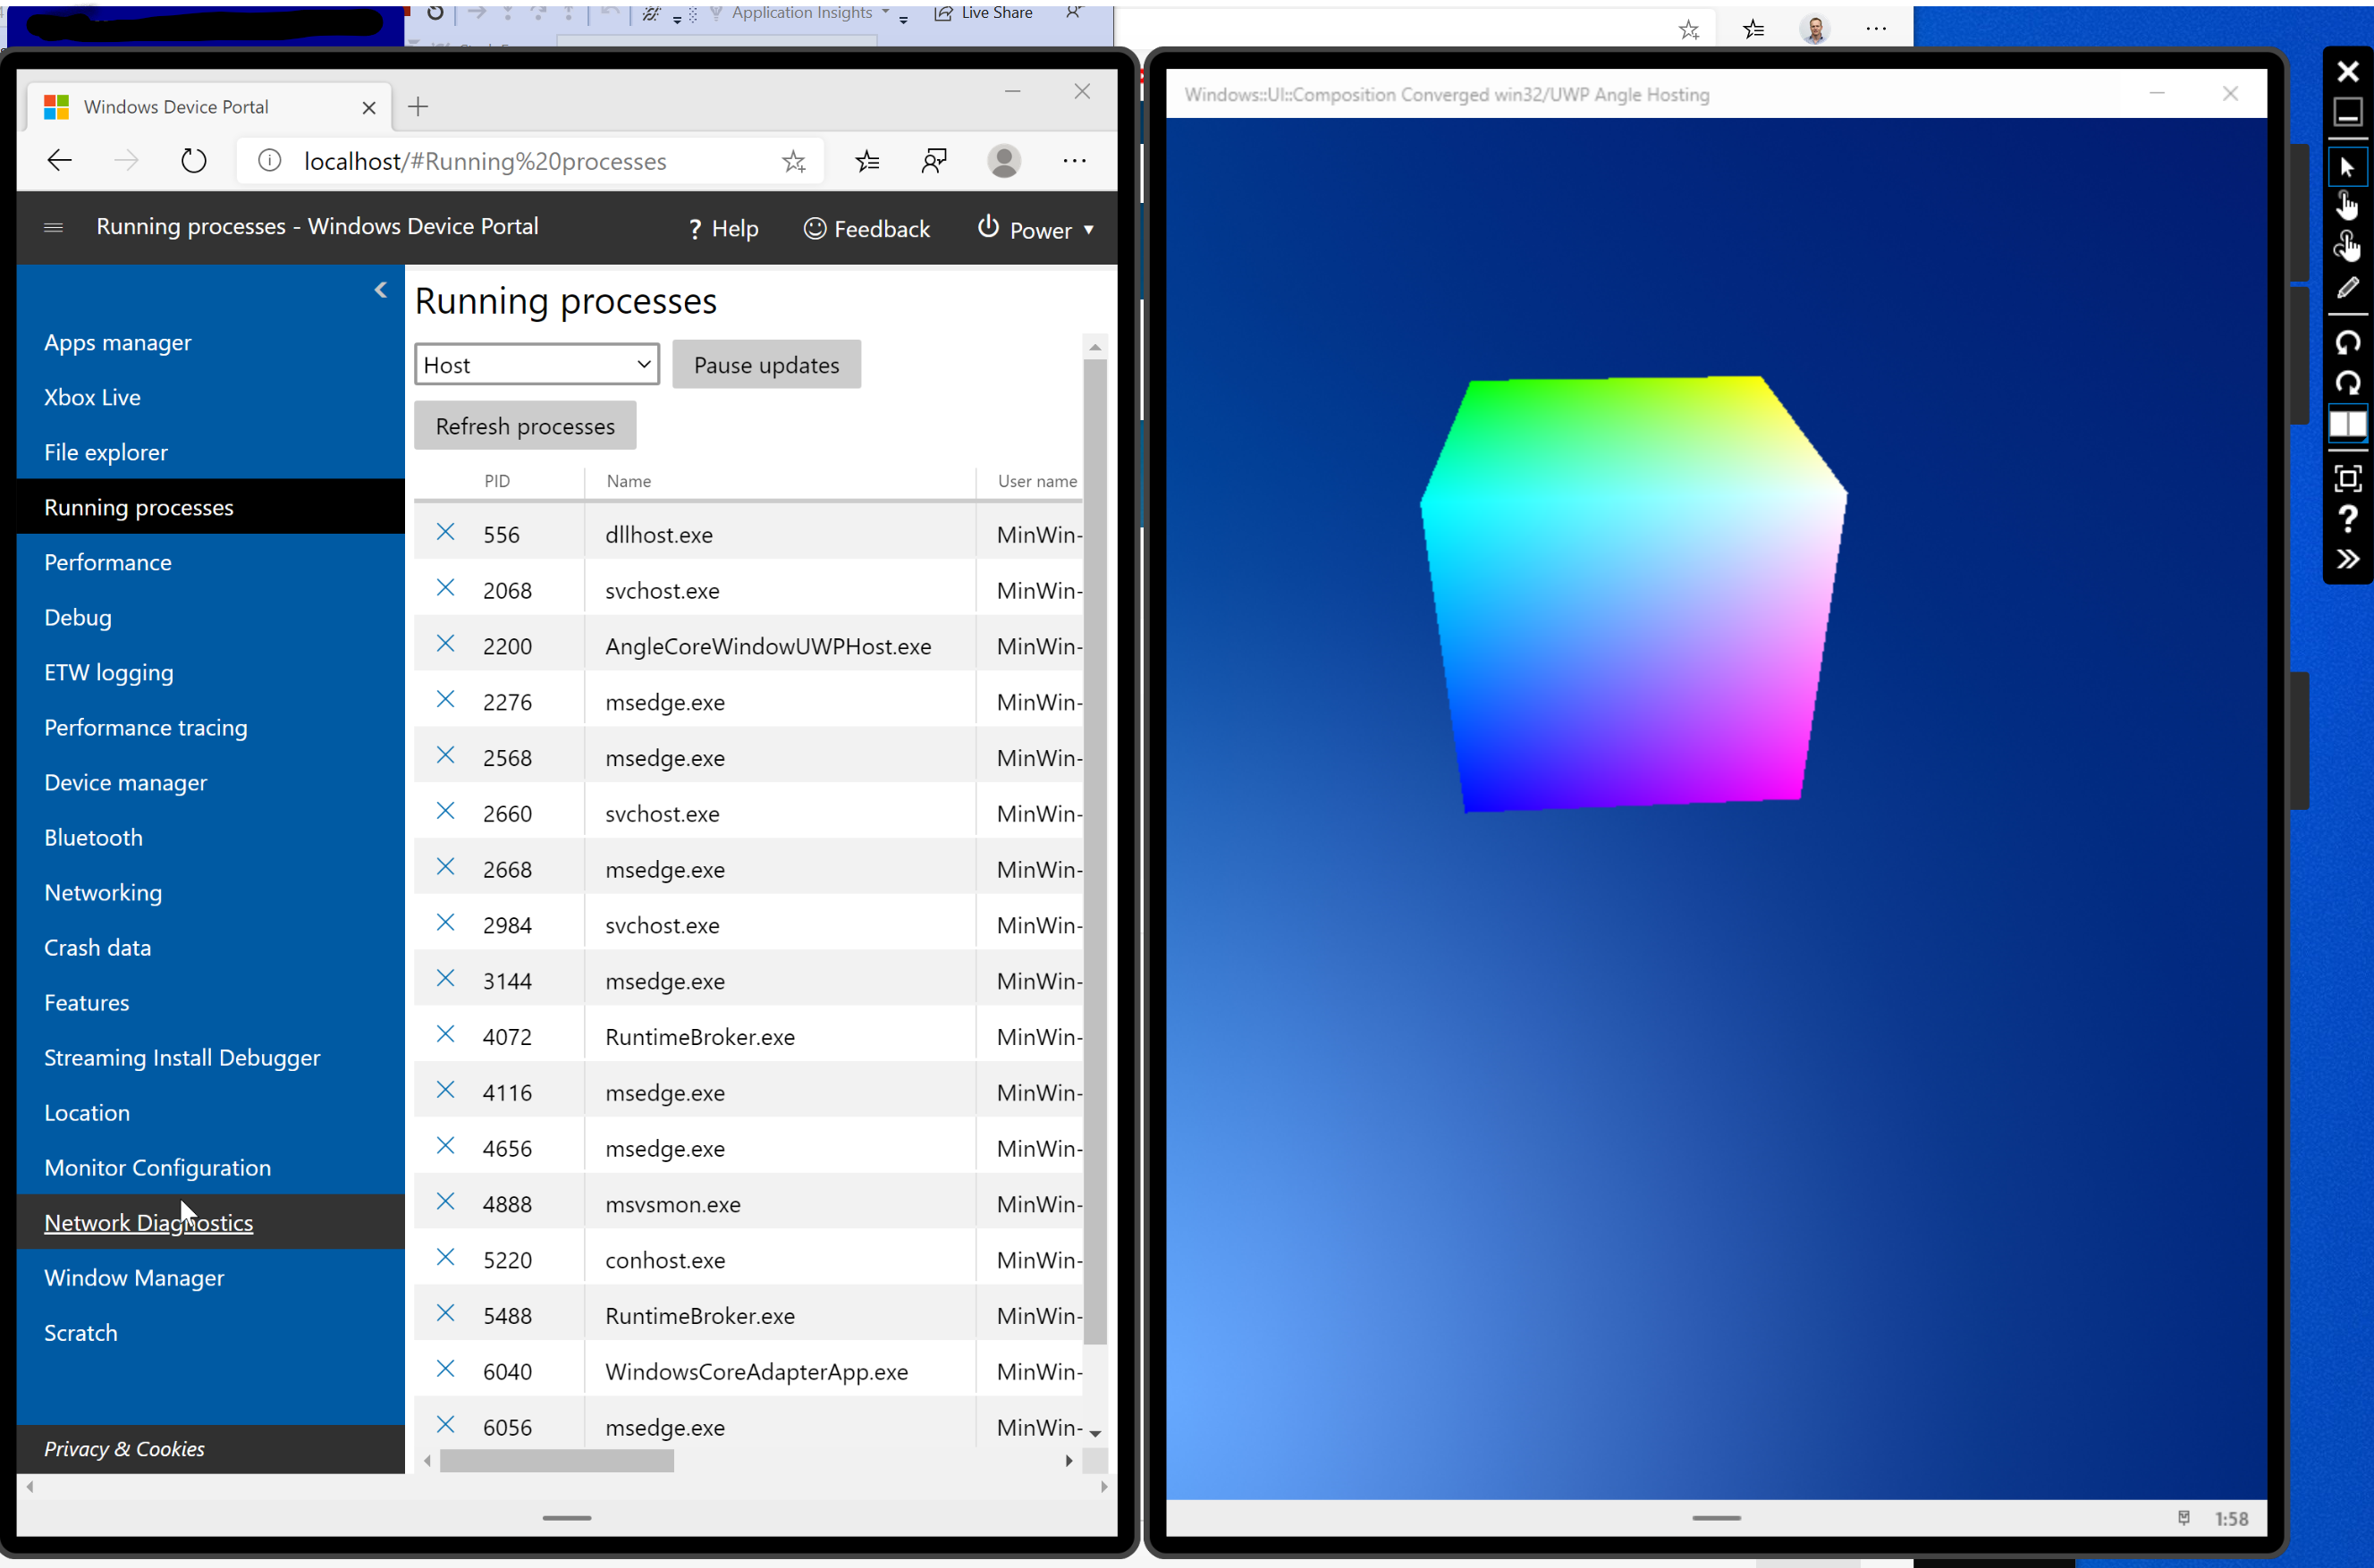 Application Insights
Live Share
Windows Device Portal
localhost/#Running%20processes
Running processes - Windows Device Portal
? Help
Feedback
Power
Apps manager
Xbox Live
File explorer
Running processes
Performance
Debug
ETW logging
Performance tracing
Device manager
Bluetooth
Networking
Crash data
Features
Streaming Install Debugger
Location
Monitor Configuration
Network Diagnostics
Window Manager
Scratch
Privacy & Cookies
Running processes
Host
Pause updates
Refresh processes
PID Name User name
556 dllhost.exe MinWin-
2068 svchost.exe MinWin-
2200 AngleCoreWindowUWPHost.exe MinWin-
2276 msedge.exe MinWin-
2568 msedge.exe MinWin-
2660 svchost.exe MinWin-
2668 msedge.exe MinWin-
2984 svchost.exe MinWin-
3144 msedge.exe MinWin-
4072 RuntimeBroker.exe MinWin-
4116 msedge.exe MinWin-
4656 msedge.exe MinWin-
4888 msvsmon.exe MinWin-
5220 conhost.exe MinWin-
5488 RuntimeBroker.exe MinWin-
6040 WindowsCoreAdapterApp.exe MinWin-
6056 msedge.exe MinWin-
Windows::UI::Composition Converged win32/UWP Angle Hosting
1:58
?